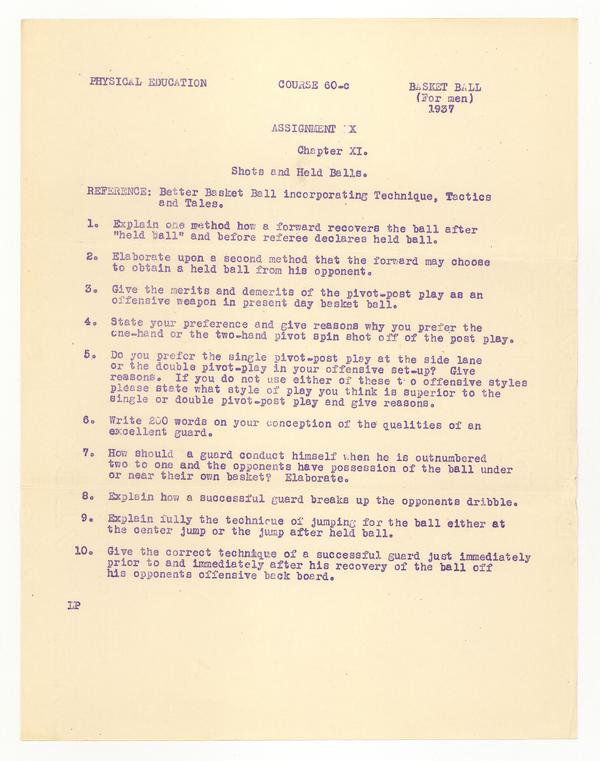 PHYSICAL EDUCATION COURSE 60-c BASKET BALL
(For men)
1937
ASSIGNMENT X
Chapter XI.
Shots and Held Balls.
REFERENCE: Better Basket Ball incorporating Technique, Tactics
and Tales.
1. Explain one method how a forward recovers the ball after
"held ball" and before referee declares held ball.
2. Elaborate upon a second method that the forward may choose
to obtain a held ball from his opponent.
3. Give the merits and demerits of the pivot-post play as an
offensive weapon in present day basket ball.
4. State your preference and give reasons why you prefer the
one-hand or the two-hand pivot spin shot off of the post play.
5. Do you prefer the single pivot-post play at the side lane
or the double pivot-play in your offensive set-up? Give
reasons. If you do not use either of these t o offensive styles
please state what style of play you think is superior to the
single or double pivot-post play and give reasons.
6. Write 200 words on your conception of the qualities of an
excellent guard.
7. How should a guard conduct himself when he is outnumbered
two to one and the opponents have possession of the ball under
or near their own basket? Elaborate.
8. Explain how a successful guard breaks up the opponents dribble.
9. Explain fully the technicue of jumping for the ball either at
the center jump or the jump after held ball.
10. Give the correct technique of a successful guard just immediately
prior to and immediately after his recovery of the ball off
his opponents offensive back board.
LP